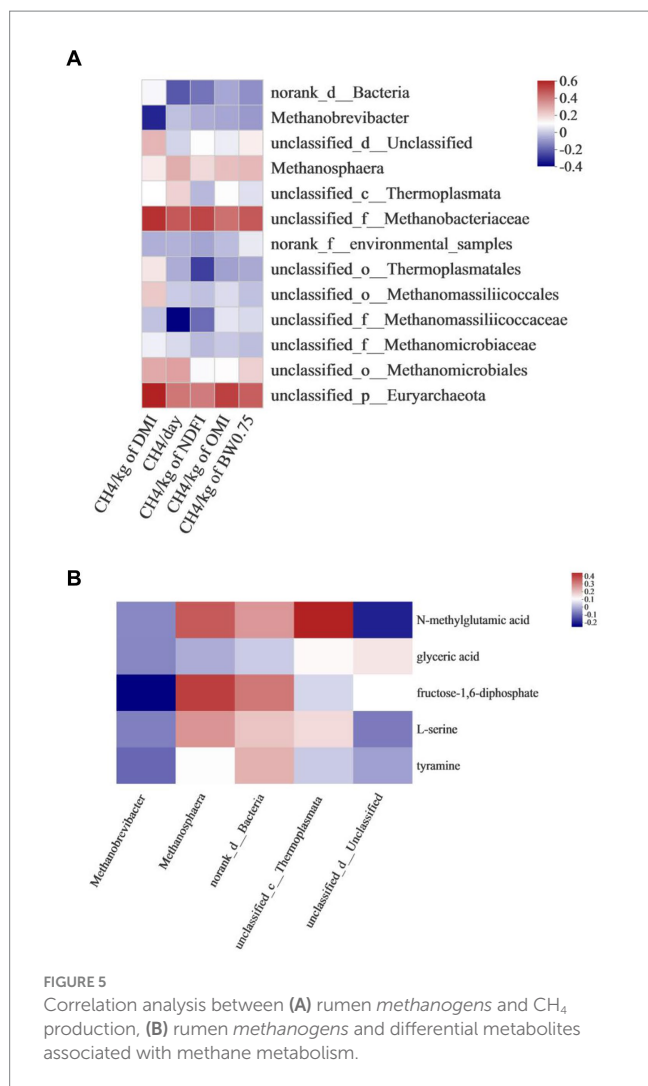 A
norank_d__Bacteria
Methanobrevibacter
unclassified_d__Unclassified
Methanosphaera
unclassified_c__Thermoplasmata
unclassified_f__Methanobacteriaceae
norank_f__environmental_samples
unclassified_o__Thermoplasmatales
unclassified_o__Methanomassiliicoccales
unclassified_f__Methanomassiliicoccaceae
unclassified_f__Methanomicrobiaceae
unclassified_o__Methanomicrobiales
unclassified_p__Euryarchaeota
0.6
0.4
0.2
0
-0.2
-0.4
CH4/kg of DMI
CH4/day
CH4/kg of NDFI
CH4/kg of OMI
CH4/kg of BW0.75
B
N-methylglutamic acid
glyceric acid
fructose-1,6-diphosphate
L-serine
tyramine
0.4
0.3
0.2
0.1
0
-0.1
-0.2
Methanobrevibacter
Methanosphaera
norank_d__Bacteria
unclassified_c__Thermoplasmata
unclassified_d__Unclassified
FIGURE 5
Correlation analysis between (A) rumen methanogens and CH₄
production, (B) rumen methanogens and differential metabolites
associated with methane metabolism.